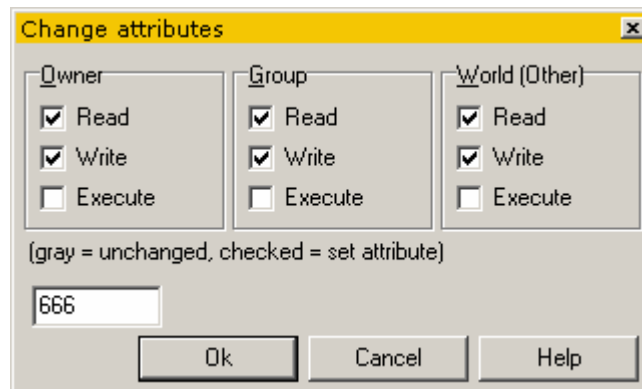 Change attributes
Owner Group World (Other)
Read Read Read
Write Write Write
Execute Execute Execute
(gray = unchanged, checked = set attribute)
666
Ok Cancel Help